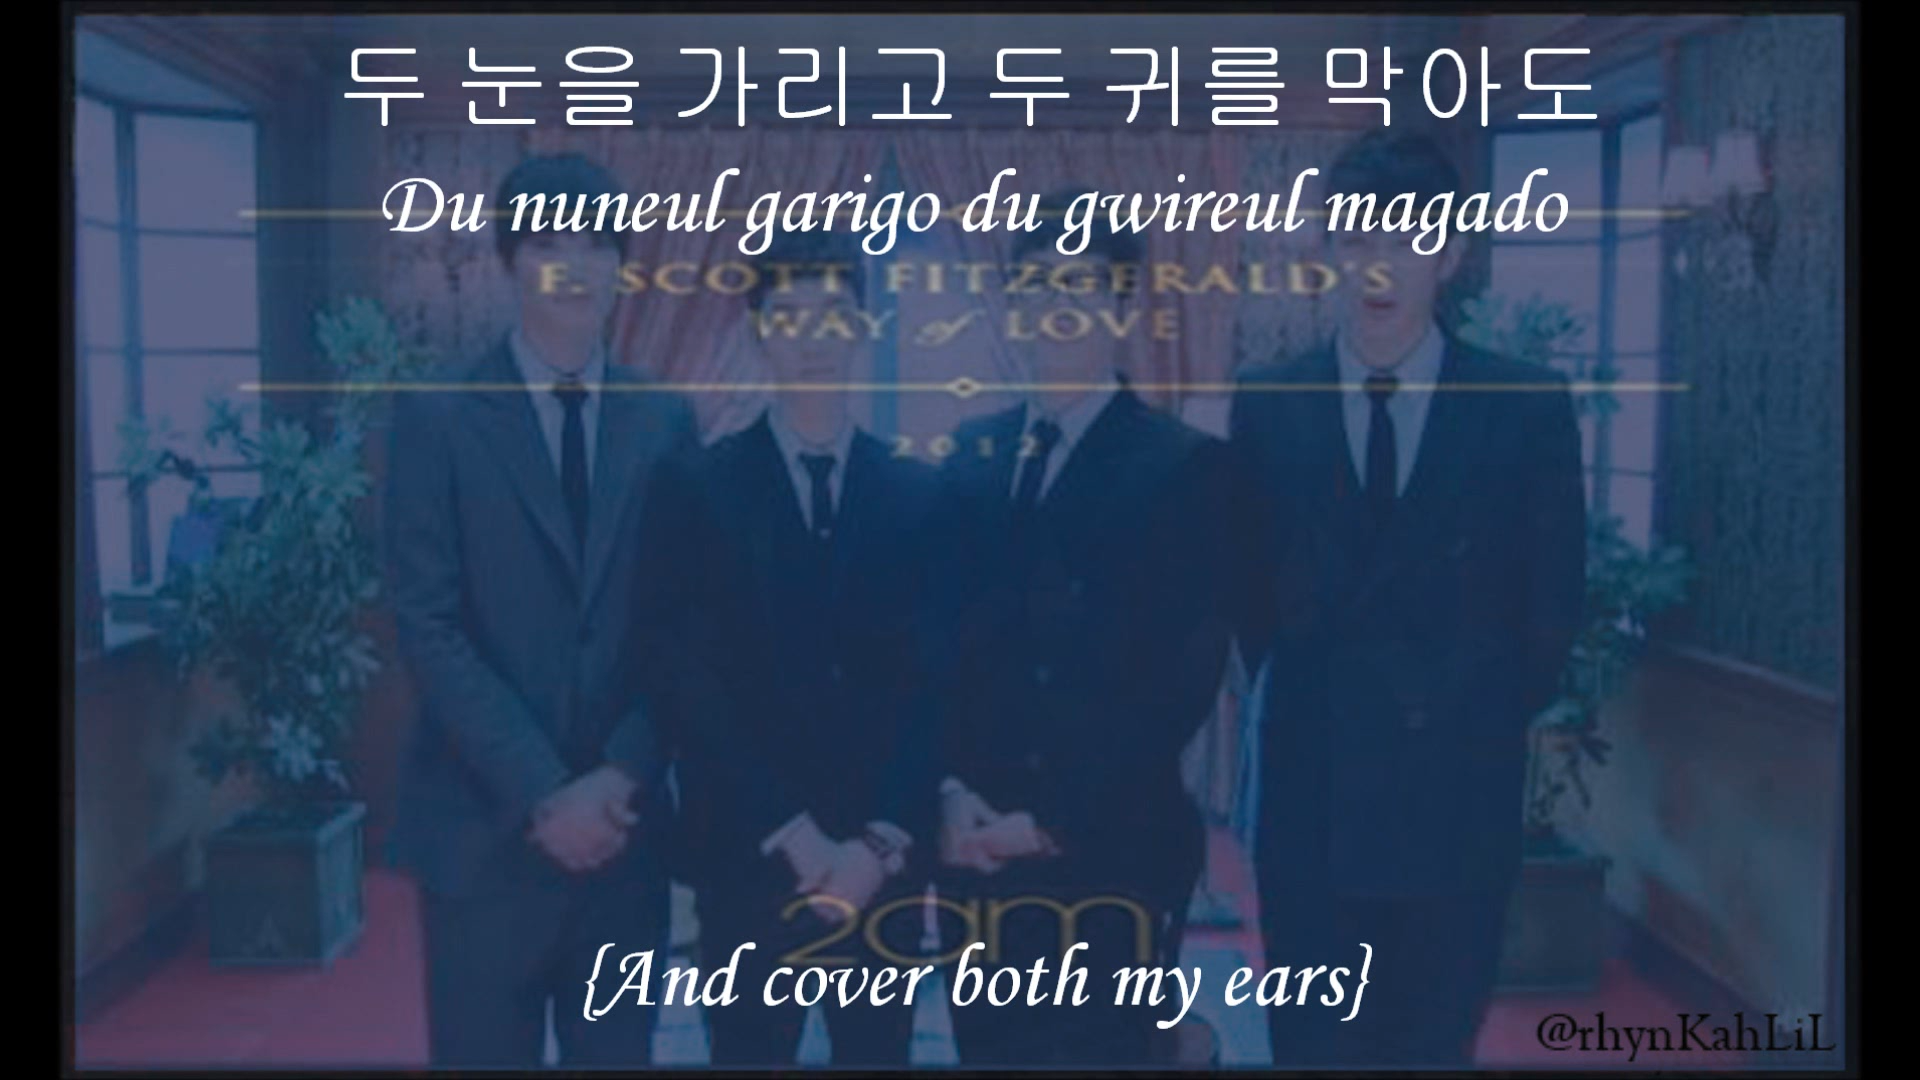 두 눈을 가리고 두 귀를 막아도
Du nuneul garigo du gwireul magado
F. SCOTT FITZGERALD'S
WAY of LOVE
2012
2am
{And cover both my ears}
@rhynKahLiL